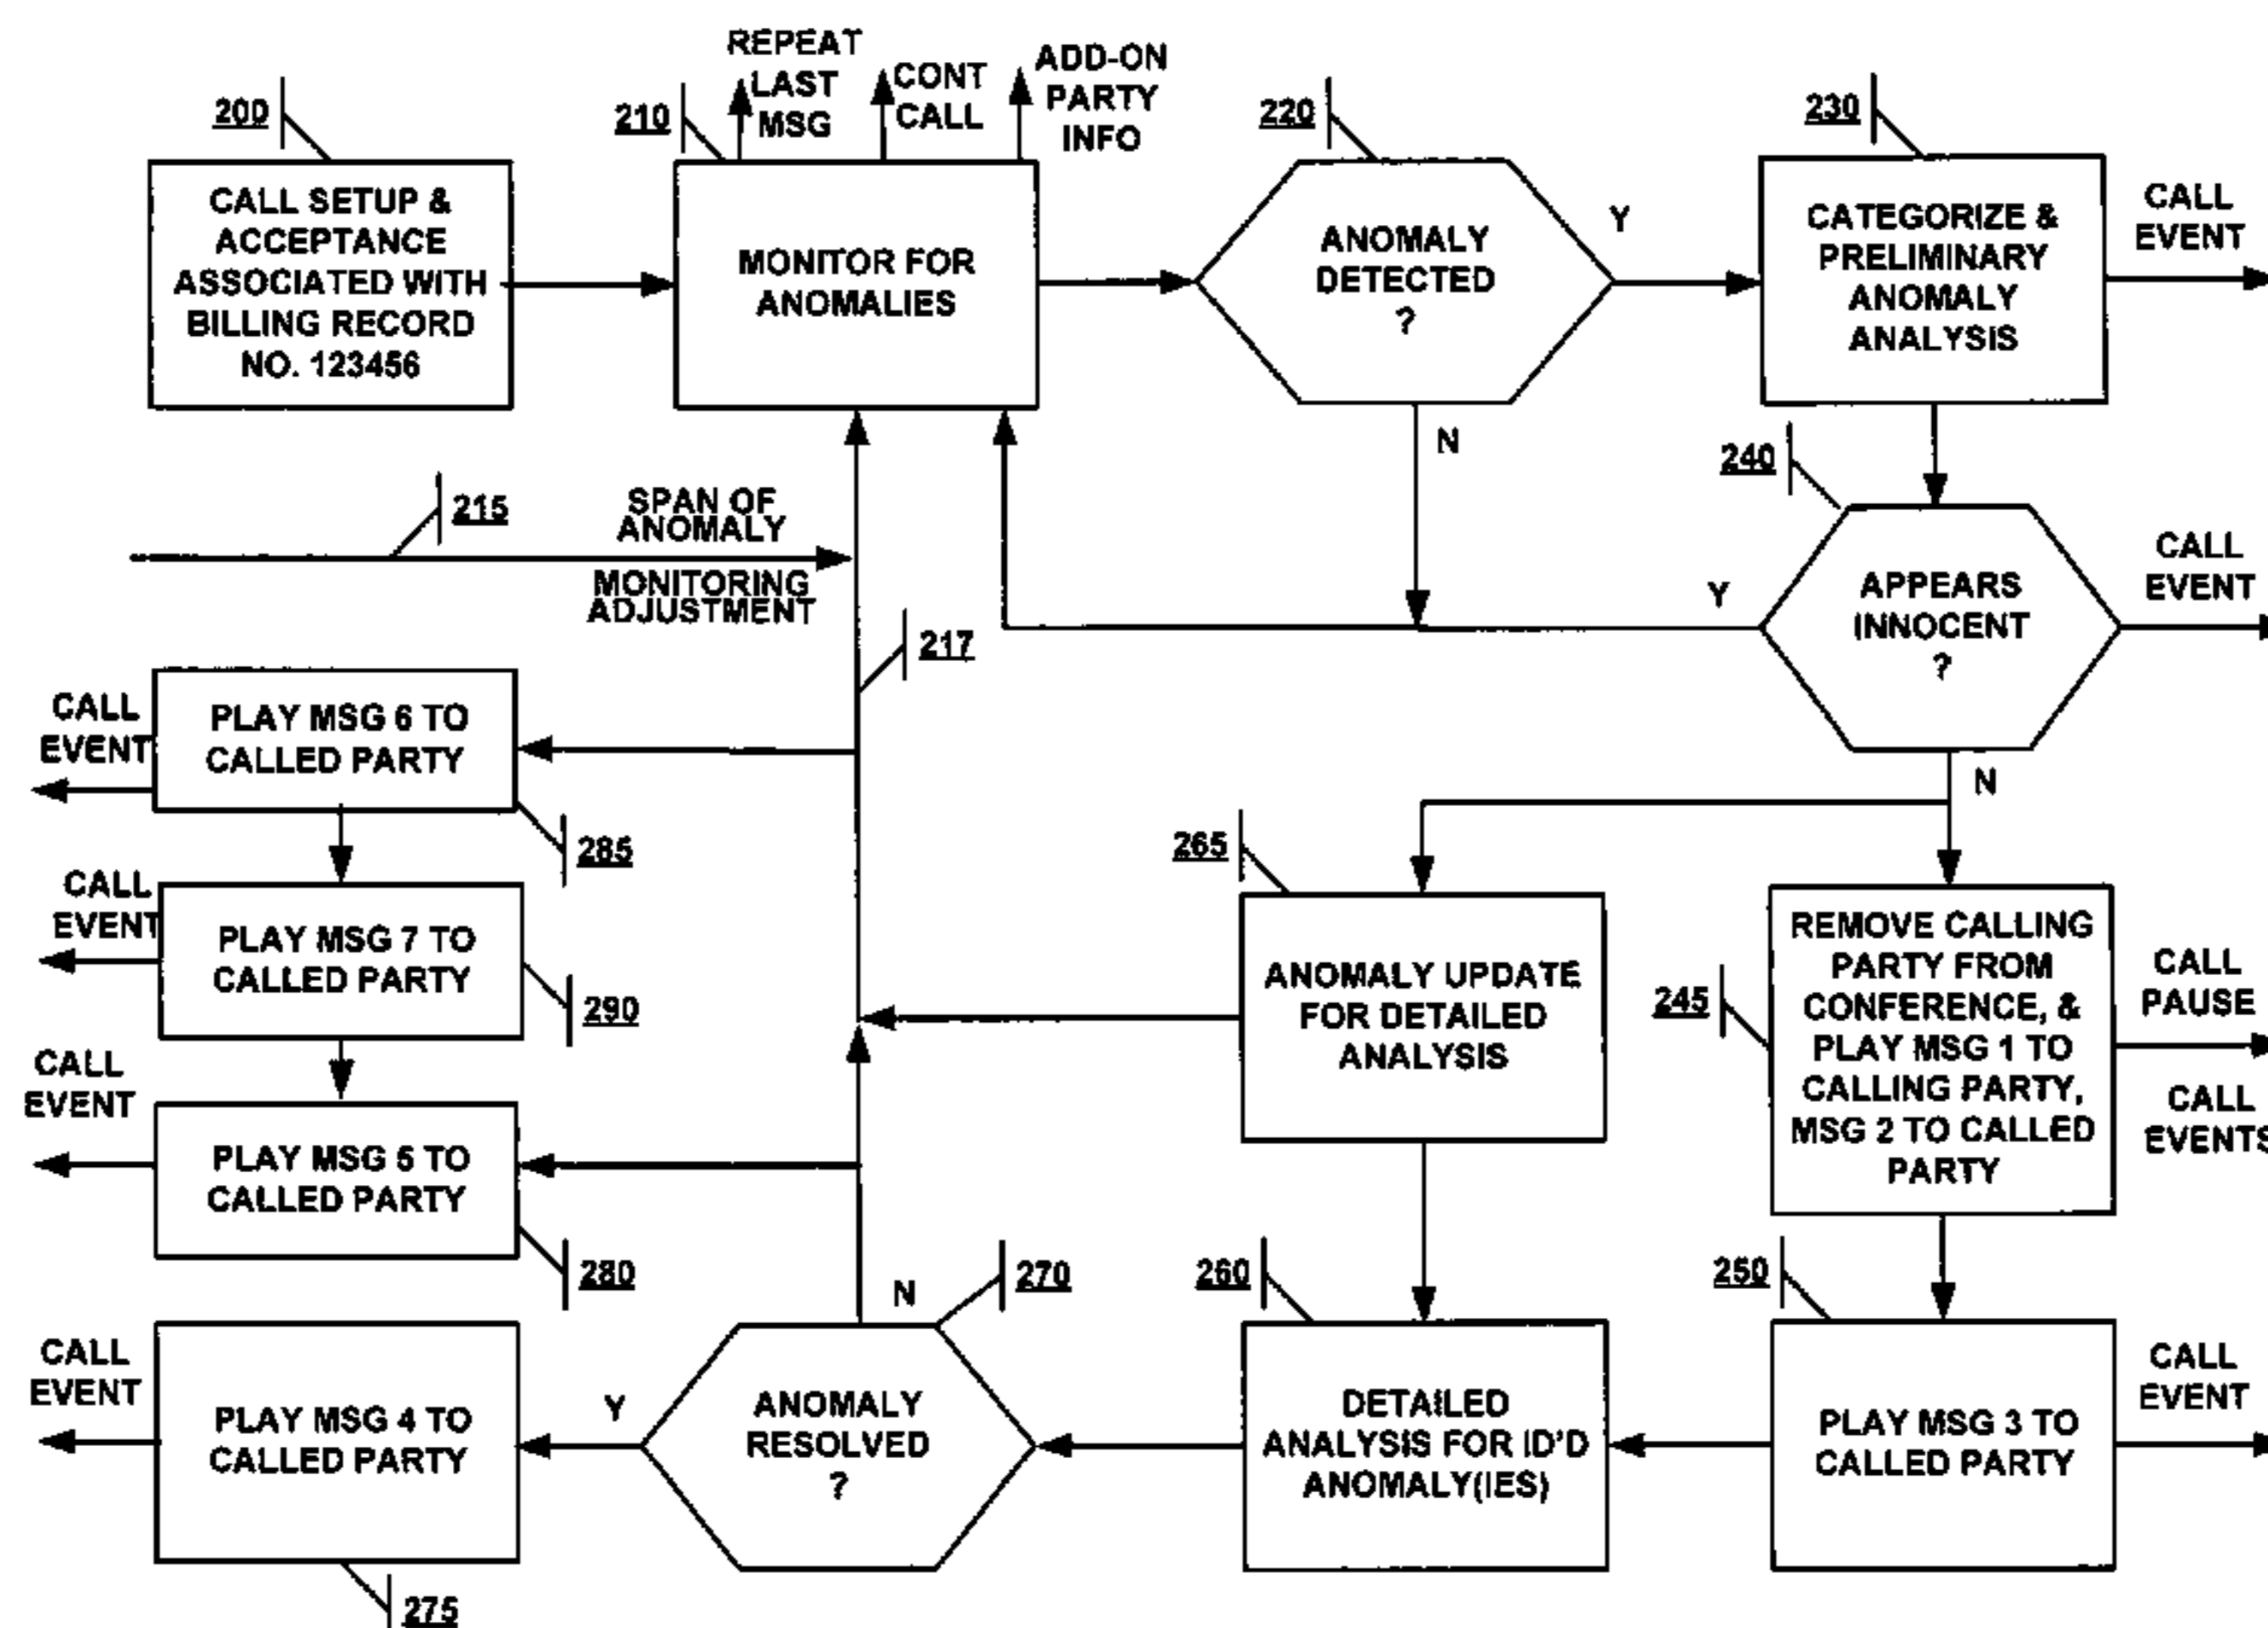 REPEAT
LAST
MSG
CONT
CALL
ADD-ON
PARTY
INFO
200
210
220
230
CALL SETUP &
ACCEPTANCE
ASSOCIATED WITH
BILLING RECORD
NO. 123456
MONITOR FOR
ANOMALIES
ANOMALY
DETECTED
?
Y
N
CATEGORIZE &
PRELIMINARY
ANOMALY
ANALYSIS
CALL
EVENT
215
SPAN OF
ANOMALY
MONITORING
ADJUSTMENT
217
240
APPEARS
INNOCENT
?
Y
N
CALL
EVENT
CALL
EVENT
PLAY MSG 6 TO
CALLED PARTY
285
CALL
EVENT
PLAY MSG 7 TO
CALLED PARTY
290
265
ANOMALY UPDATE
FOR DETAILED
ANALYSIS
245
REMOVE CALLING
PARTY FROM
CONFERENCE, &
PLAY MSG 1 TO
CALLING PARTY,
MSG 2 TO CALLED
PARTY
CALL
PAUSE
CALL
EVENTS
CALL
EVENT
PLAY MSG 5 TO
CALLED PARTY
280
CALL
EVENT
PLAY MSG 4 TO
CALLED PARTY
275
Y
N
270
ANOMALY
RESOLVED
?
260
DETAILED
ANALYSIS FOR ID'D
ANOMALY(IES)
250
PLAY MSG 3 TO
CALLED PARTY
CALL
EVENT